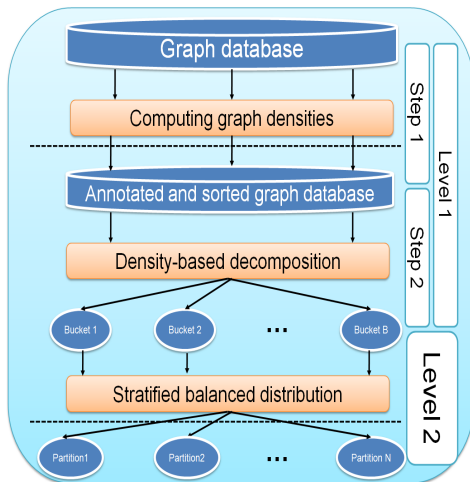 Graph database
Computing graph densities
Step 1
Level 1
Annotated and sorted graph database
Step 2
Density-based decomposition
Bucket 1
Bucket 2
...
Bucket B
Stratified balanced distribution
Level 2
Partition1
Partition2
...
Partition N